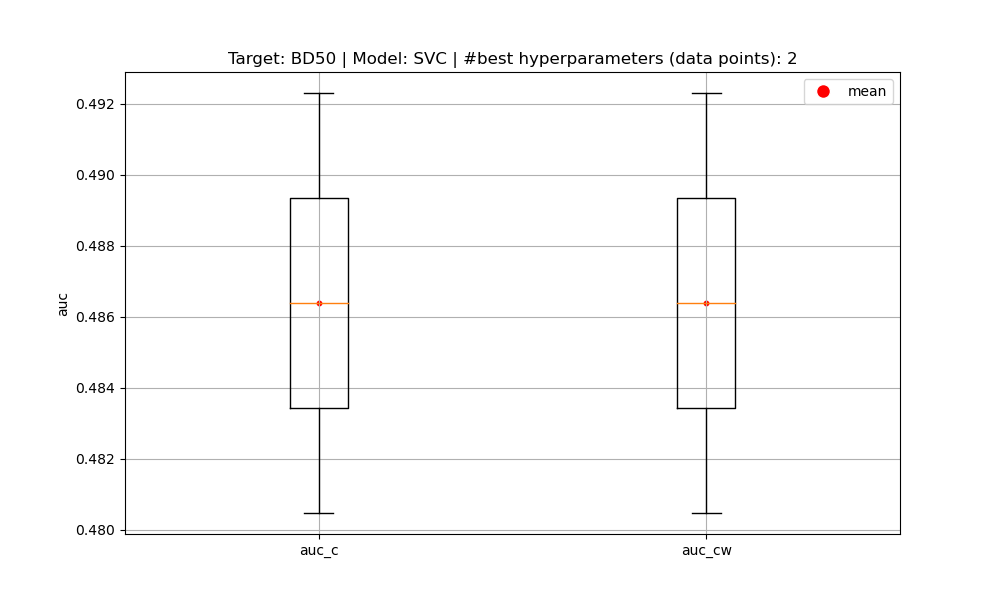 Target: BD50 | Model: SVC | #best hyperparameters (data points): 2
mean
0.492
0.490
0.488
0.486
0.484
0.482
0.480
auc
auc_c
auc_cw